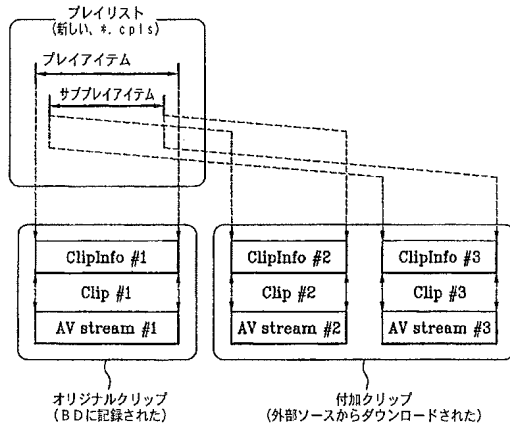 プレイリスト
(新しい、*.cpls)
プレイアイテム
サブプレイアイテム
ClipInfo #1
Clip #1
AV stream #1
ClipInfo #2
Clip #2
AV stream #2
ClipInfo #3
Clip #3
AV stream #3
オリジナルクリップ
(BDに記録された)
付加クリップ
(外部ソースからダウンロードされた)